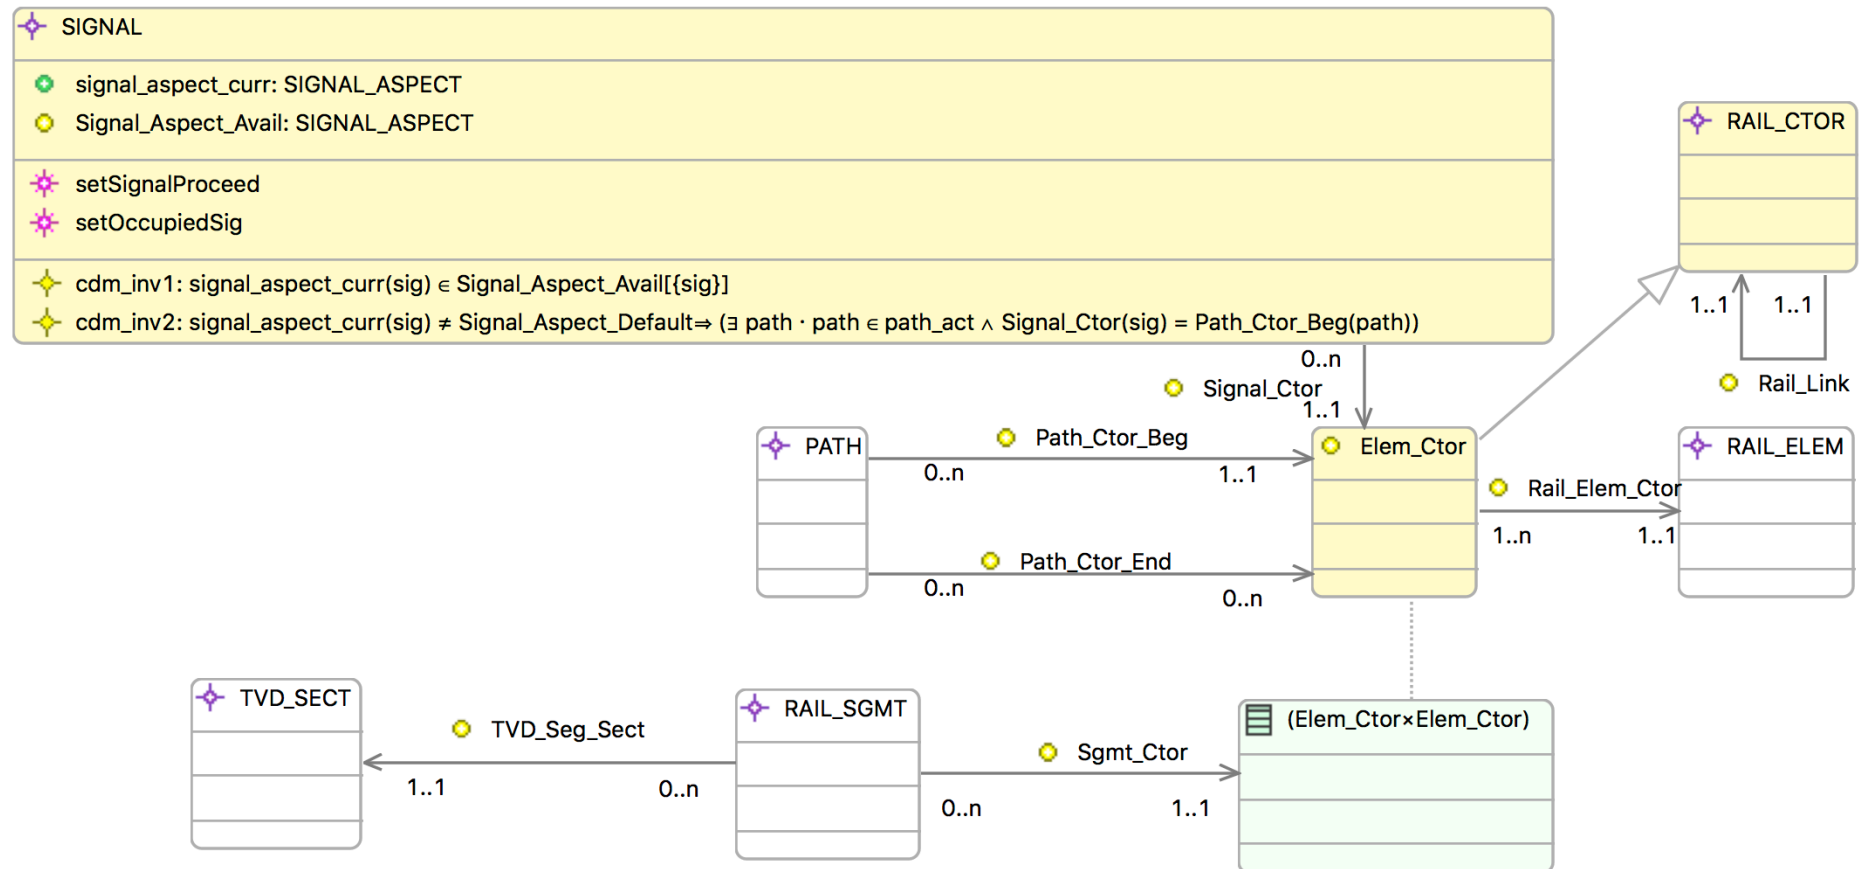 SIGNAL
signal_aspect_curr: SIGNAL_ASPECT
Signal_Aspect_Avail: SIGNAL_ASPECT
setSignalProceed
setOccupiedSig
cdm_inv1: signal_aspect_curr(sig) ∈ Signal_Aspect_Avail[{sig}]
cdm_inv2: signal_aspect_curr(sig) ≠ Signal_Aspect_Default⇒ (∃ path · path ∈ path_act ∧ Signal_Ctor(sig) = Path_Ctor_Beg(path))
RAIL_CTOR
1..1
1..1
Rail_Link
0..n
Signal_Ctor
1..1
PATH
Path_Ctor_Beg
0..n
1..1
Elem_Ctor
RAIL_ELEM
Rail_Elem_Ctor
1..n
1..1
Path_Ctor_End
0..n
0..n
TVD_SECT
TVD_Seg_Sect
1..1
0..n
RAIL_SGMT
Sgmt_Ctor
0..n
1..1
(Elem_Ctor×Elem_Ctor)